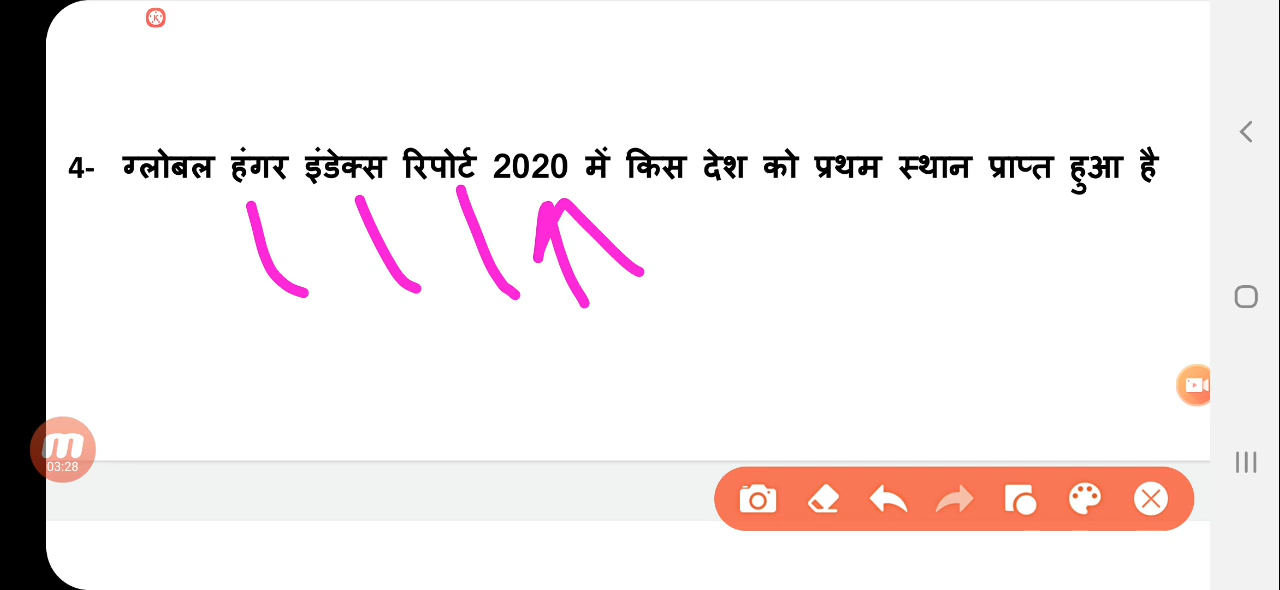 4- ग्लोबल हंगर इंडेक्स रिपोर्ट 2020 में किस देश को प्रथम स्थान प्राप्त हुआ है
03:28